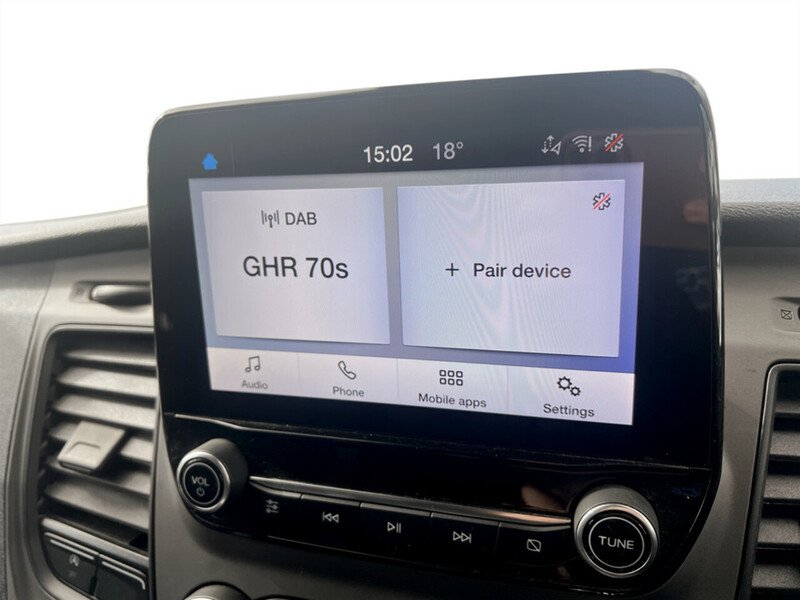 15:02 18°
DAB
GHR 70s
+ Pair device
Audio
Phone
Mobile apps
Settings
VOL
TUNE